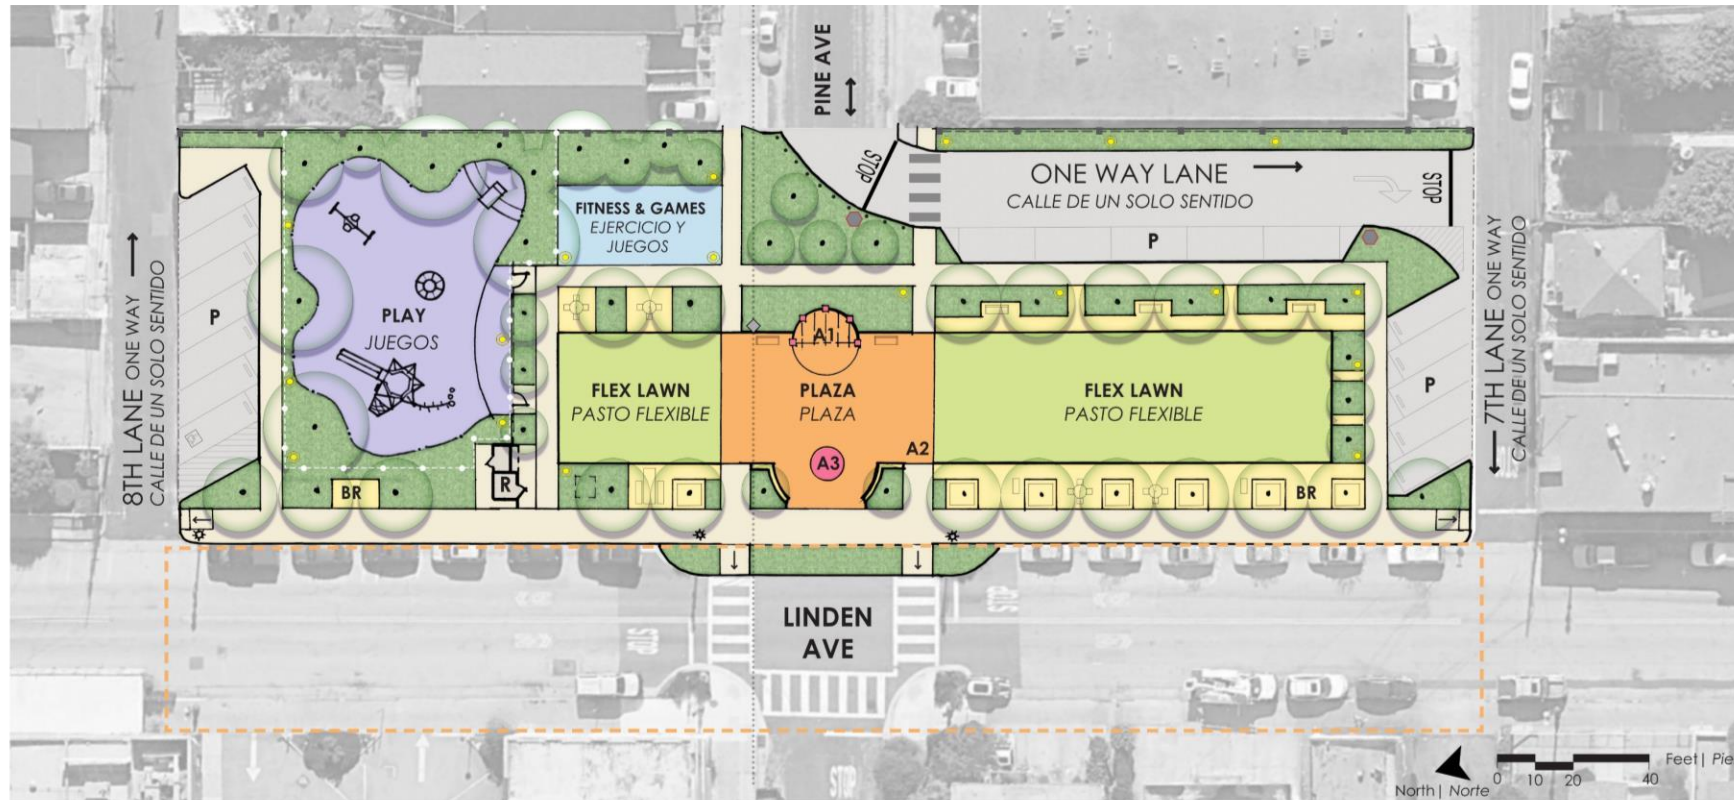 PINE AVE
STOP
ONE WAY LANE
CALLE DE UN SOLO SENTIDO
STOP
FITNESS & GAMES
EJERCICIO Y
JUEGOS
P
8TH LANE ONE WAY
CALLE DE UN SOLO SENTIDO
P
PLAY
JUEGOS
A1
FLEX LAWN
PASTO FLEXIBLE
PLAZA
PLAZA
FLEX LAWN
PASTO FLEXIBLE
P
7TH LANE ONE WAY
CALLE DE UN SOLO SENTIDO
A2
A3
BR
R
BR
STOP
STOP
LINDEN
AVE
STOP
Feet | Pie
0 10 20 40
North | Norte